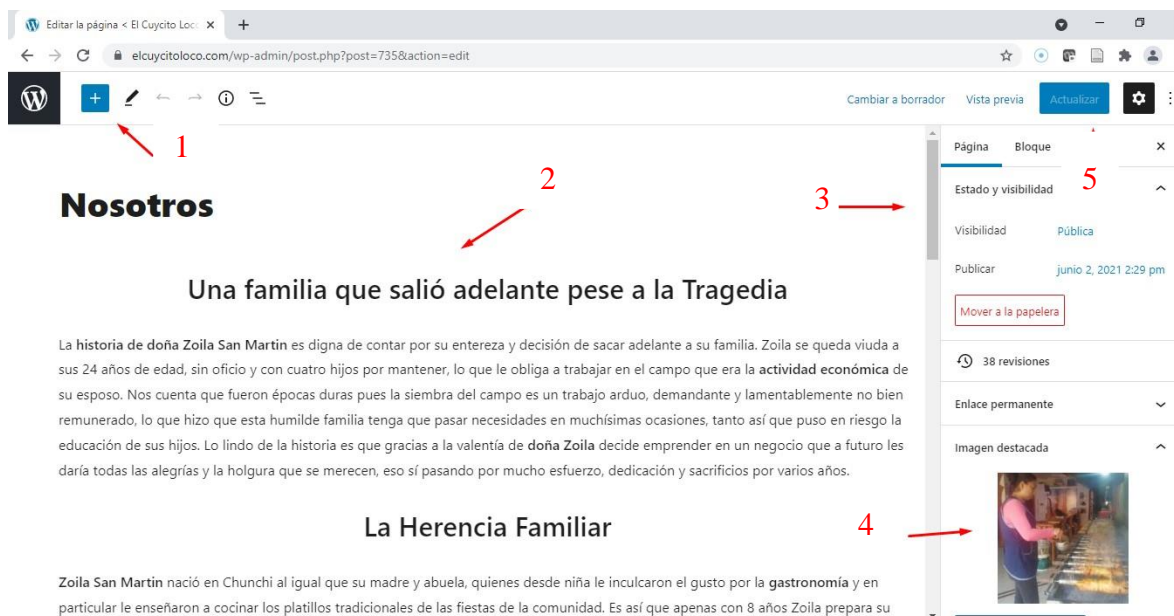 Editar la página < El Cuycito Loc
elcuycitoloco.com/wp-admin/post.php?post=735&action=edit
Cambiar a borrador Vista previa Actualizar
1
2
3
4
5
Página Bloque
Estado y visibilidad
Visibilidad Pública
Publicar junio 2, 2021 2:29 pm
Mover a la papelera
38 revisiones
Enlace permanente
Imagen destacada
Nosotros
Una familia que salió adelante pese a la Tragedia
La historia de doña Zoila San Martin es digna de contar por su entereza y decisión de sacar adelante a su familia. Zoila se queda viuda a
sus 24 años de edad, sin oficio y con cuatro hijos por mantener, lo que le obliga a trabajar en el campo que era la actividad económica de
su esposo. Nos cuenta que fueron épocas duras pues la siembra del campo es un trabajo arduo, demandante y lamentablemente no bien
remunerado, lo que hizo que esta humilde familia tenga que pasar necesidades en muchísimas ocasiones, tanto así que puso en riesgo la
educación de sus hijos. Lo lindo de la historia es que gracias a la valentía de doña Zoila decide emprender en un negocio que a futuro les
daría todas las alegrías y la holgura que se merecen, eso sí pasando por mucho esfuerzo, dedicación y sacrificios por varios años.
La Herencia Familiar
Zoila San Martin nació en Chunchi al igual que su madre y abuela, quienes desde niña le inculcaron el gusto por la gastronomía y en
particular le enseñaron a cocinar los platillos tradicionales de las fiestas de la comunidad. Es así que apenas con 8 años Zoila prepara su